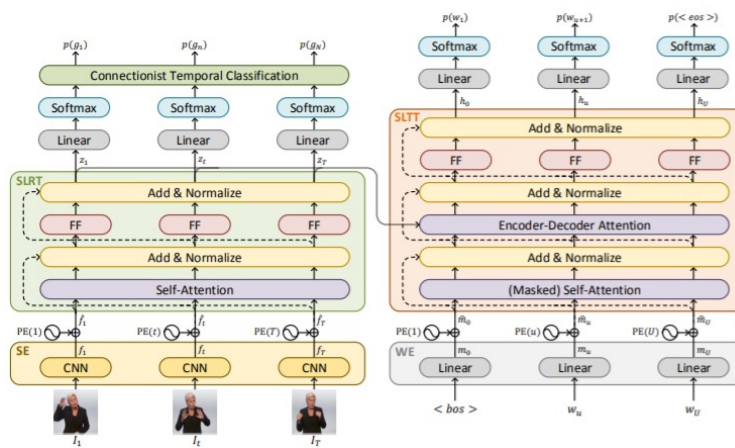 p(g₁) p(gₙ) p(g_N) p(w₁) p(w_{u+1}) p(< eos >)
Connectionist Temporal Classification
Softmax Softmax Softmax Softmax Softmax Softmax
Linear Linear Linear Linear Linear Linear
z₁ z_t z_T h₀ h_u h_U
SLRT SLTT
Add & Normalize Add & Normalize
FF FF FF FF FF FF
Add & Normalize Add & Normalize
Encoder-Decoder Attention
Add & Normalize
Self-Attention (Masked) Self-Attention
f̂₁ f̂_t f̂_T m̂₀ m̂_u m̂_U
PE(1) PE(t) PE(T) PE(1) PE(u) PE(U)
SE f₁ f_t f_T WE m₀ m_u m_U
CNN CNN CNN Linear Linear Linear
I₁ I_t I_T < bos > w_u w_U